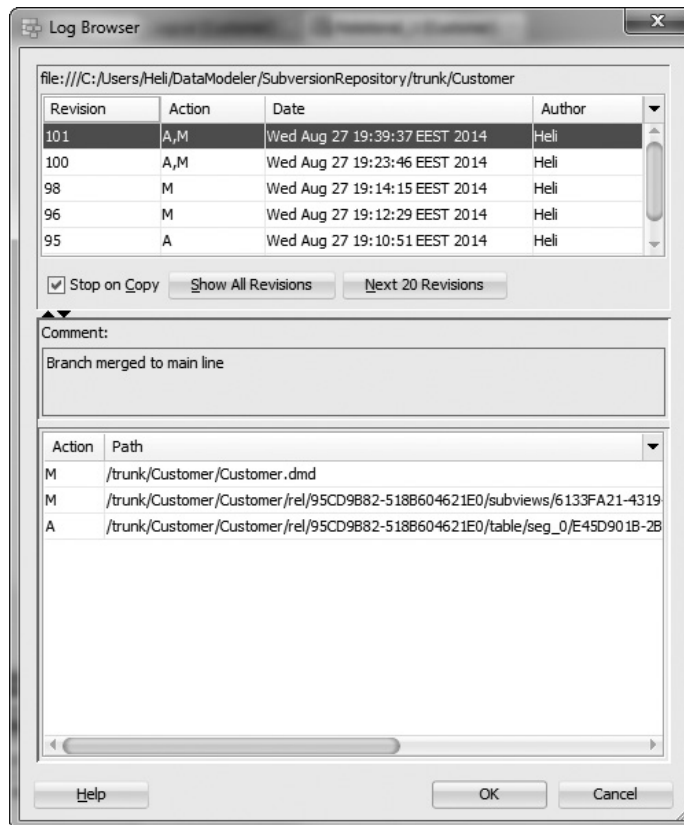 Log Browser
file:///C:/Users/Heli/DataModeler/SubversionRepository/trunk/Customer
Revision Action Date Author
101 A,M Wed Aug 27 19:39:37 EEST 2014 Heli
100 A,M Wed Aug 27 19:23:46 EEST 2014 Heli
98 M Wed Aug 27 19:14:15 EEST 2014 Heli
96 M Wed Aug 27 19:12:29 EEST 2014 Heli
95 A Wed Aug 27 19:10:51 EEST 2014 Heli
Stop on Copy Show All Revisions Next 20 Revisions
Comment:
Branch merged to main line
Action Path
M /trunk/Customer/Customer.dmd
M /trunk/Customer/Customer/rel/95CD9B82-518B604621E0/subviews/6133FA21-4319-
A /trunk/Customer/Customer/rel/95CD9B82-518B604621E0/table/seg_0/E45D901B-2B
Help OK Cancel